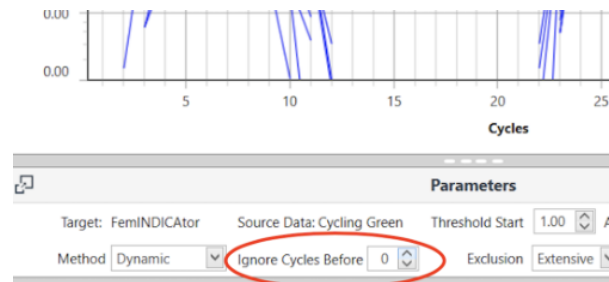 0.00
0.00
5 10 15 20 25
Cycles
Parameters
Target: FemINDICAtor Source Data: Cycling Green Threshold Start 1.00 A
Method Dynamic Ignore Cycles Before 0 Exclusion Extensive